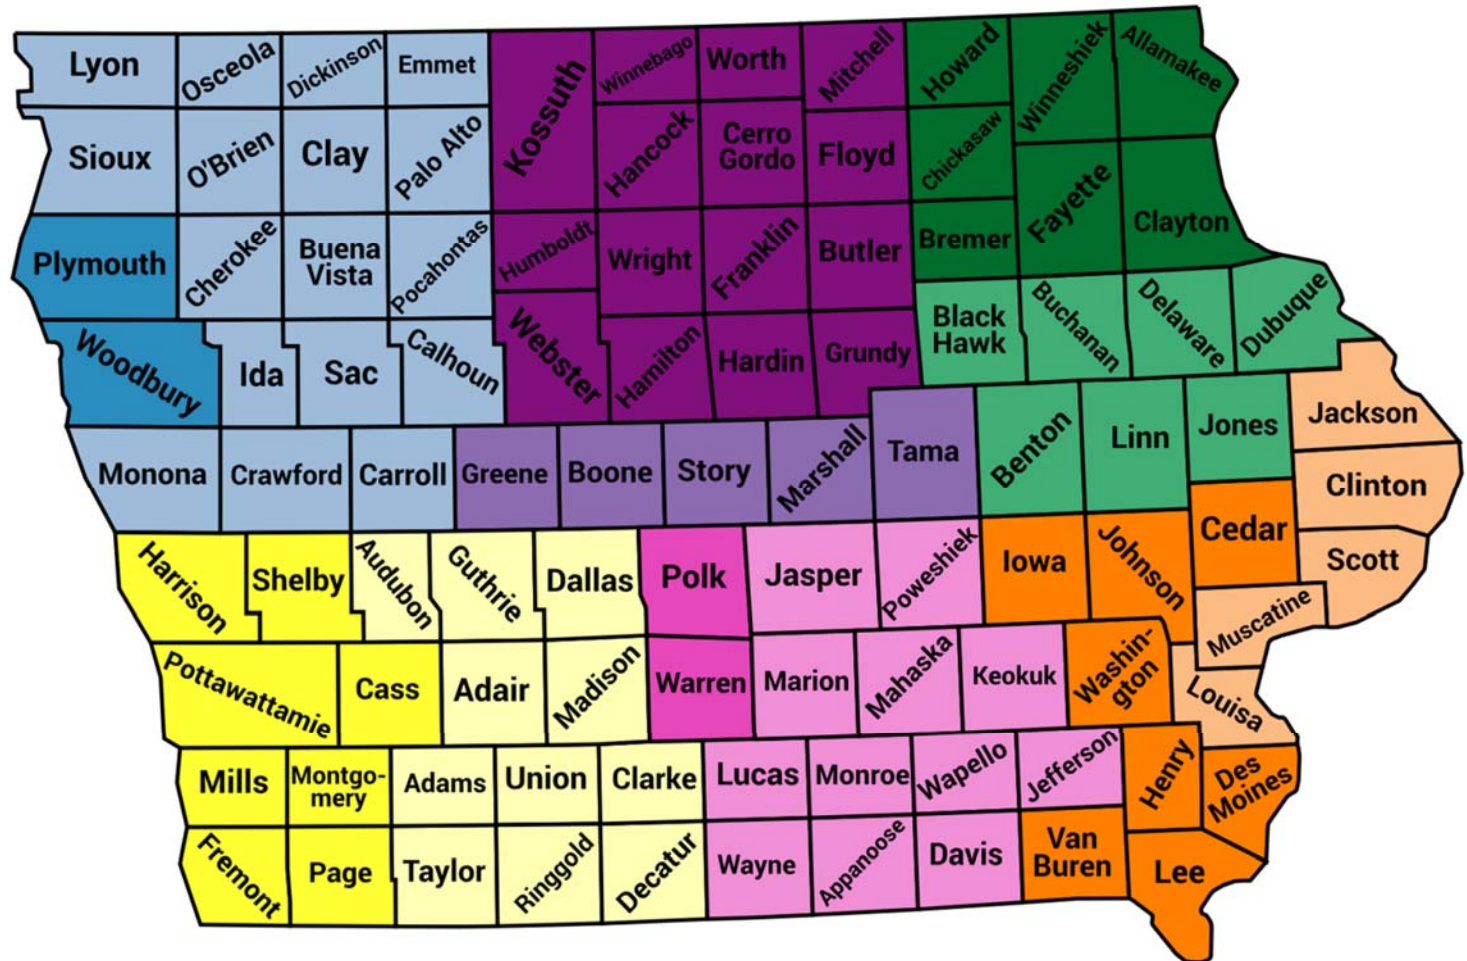 Lyon
Osceola
Dickinson
Emmet
Kossuth
Winnebago
Worth
Mitchell
Howard
Winneshiek
Allamakee
Sioux
O'Brien
Clay
Palo Alto
Hancock
Cerro
Gordo
Floyd
Chickasaw
Plymouth
Cherokee
Buena
Vista
Pocahontas
Humboldt
Wright
Franklin
Butler
Bremer
Fayette
Clayton
Woodbury
Ida
Sac
Calhoun
Webster
Hamilton
Hardin
Grundy
Black
Hawk
Buchanan
Delaware
Dubuque
Monona
Crawford
Carroll
Greene
Boone
Story
Marshall
Tama
Benton
Linn
Jones
Jackson
Clinton
Harrison
Shelby
Audubon
Guthrie
Dallas
Polk
Jasper
Poweshiek
Iowa
Johnson
Cedar
Scott
Muscatine
Pottawattamie
Cass
Adair
Madison
Warren
Marion
Mahaska
Keokuk
Washin-
gton
Louisa
Mills
Montgo-
mery
Adams
Union
Clarke
Lucas
Monroe
Wapello
Jefferson
Henry
Des
Moines
Fremont
Page
Taylor
Ringgold
Decatur
Wayne
Appanoose
Davis
Van
Buren
Lee